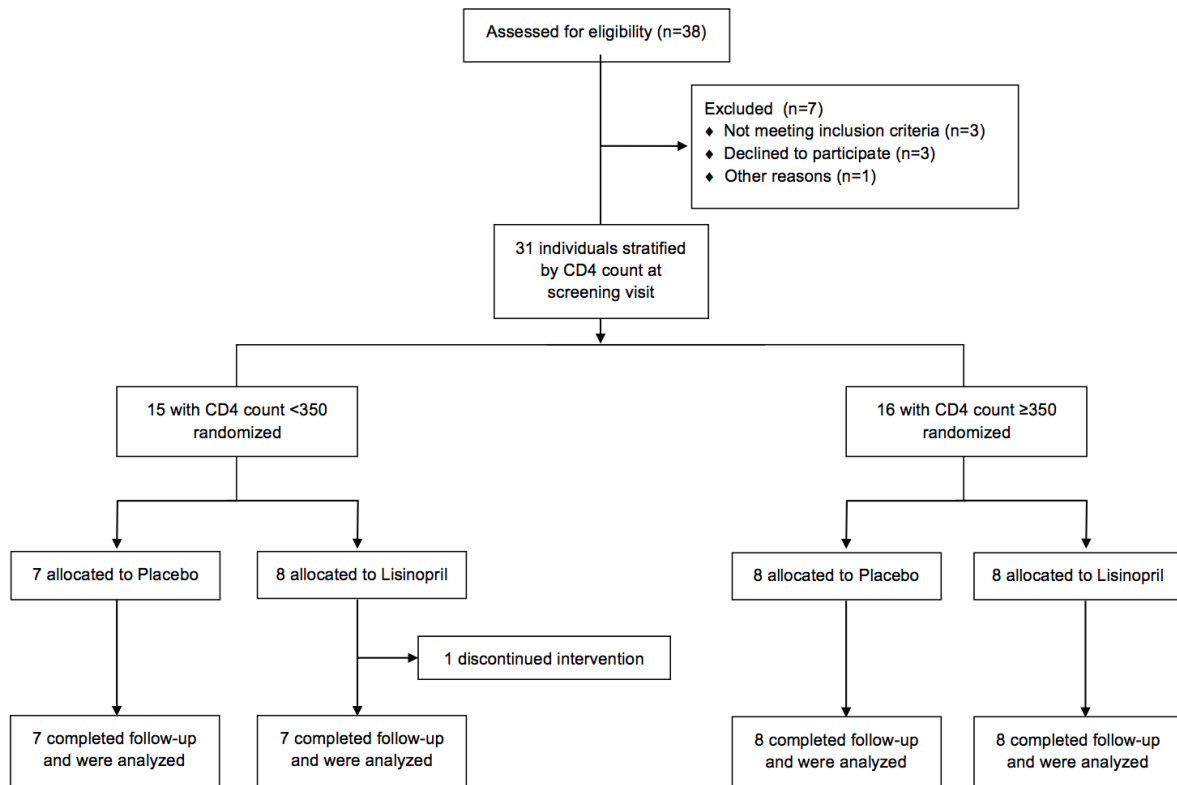 Assessed for eligibility (n=38)
Excluded (n=7)
♦ Not meeting inclusion criteria (n=3)
♦ Declined to participate (n=3)
♦ Other reasons (n=1)
31 individuals stratified
by CD4 count at
screening visit
15 with CD4 count <350
randomized
16 with CD4 count ≥350
randomized
7 allocated to Placebo
8 allocated to Lisinopril
8 allocated to Placebo
8 allocated to Lisinopril
1 discontinued intervention
7 completed follow-up
and were analyzed
7 completed follow-up
and were analyzed
8 completed follow-up
and were analyzed
8 completed follow-up
and were analyzed